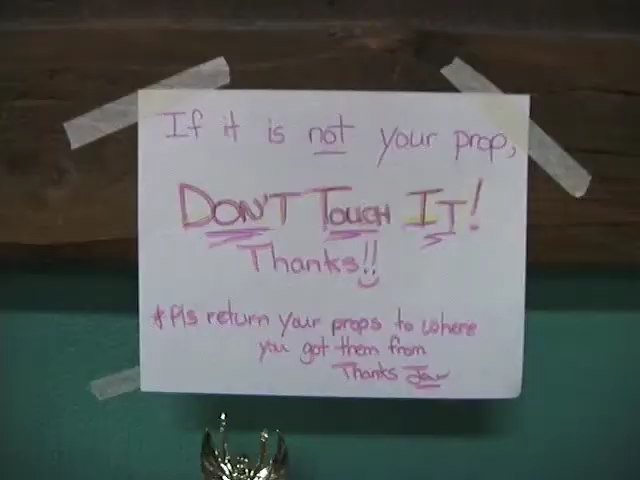 If it is not your prop,
DON'T TOUCH IT!
Thanks!!
*Pls return your props to where
you got them from
Thanks